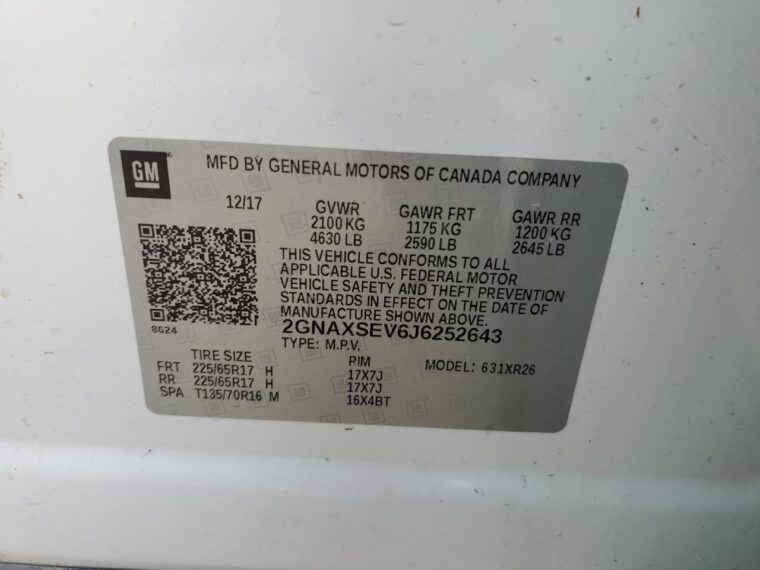 GM MFD BY GENERAL MOTORS OF CANADA COMPANY
12/17 GVWR GAWR FRT GAWR RR
2100 KG 1175 KG 1200 KG
4630 LB 2590 LB 2645 LB
THIS VEHICLE CONFORMS TO ALL
APPLICABLE U.S. FEDERAL MOTOR
VEHICLE SAFETY AND THEFT PREVENTION
STANDARDS IN EFFECT ON THE DATE OF
MANUFACTURE SHOWN ABOVE.
8624 2GNAXSEV6J6252643
TYPE: M.P.V. MODEL: 631XR26
TIRE SIZE RIM
FRT 225/65R17 H 17X7J
RR 225/65R17 H 17X7J
SPA T135/70R16 M 16X4BT